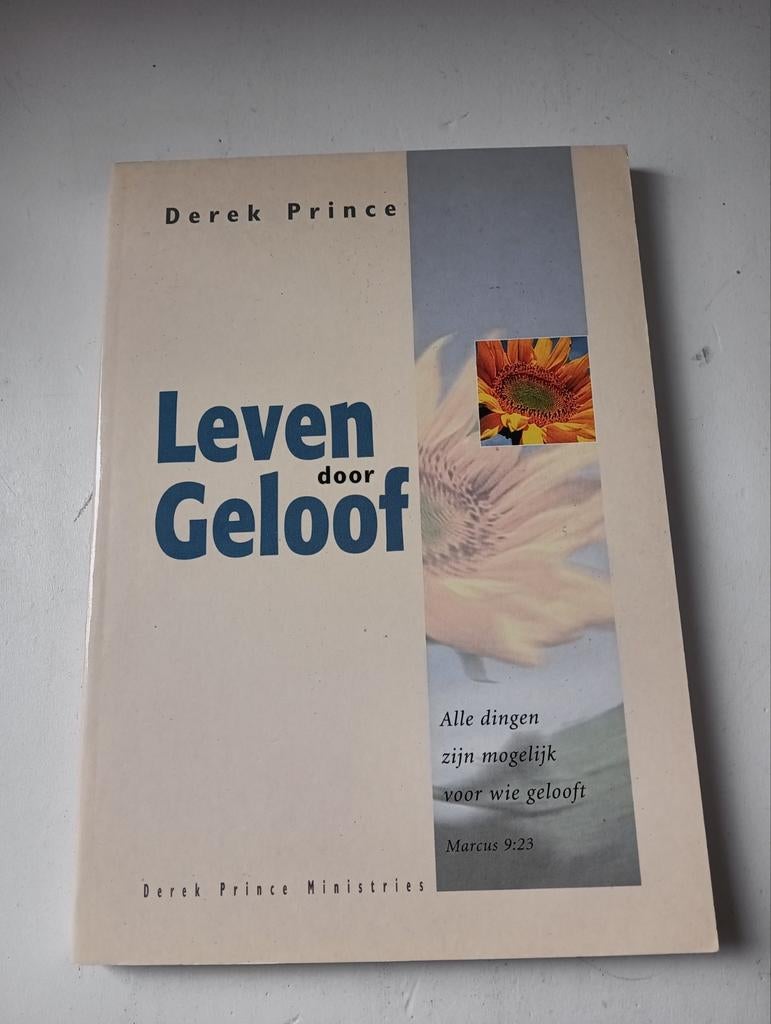 Derek Prince
Leven
door
Geloof
Alle dingen
zijn mogelijk
voor wie gelooft
Marcus 9:23
Derek Prince Ministries